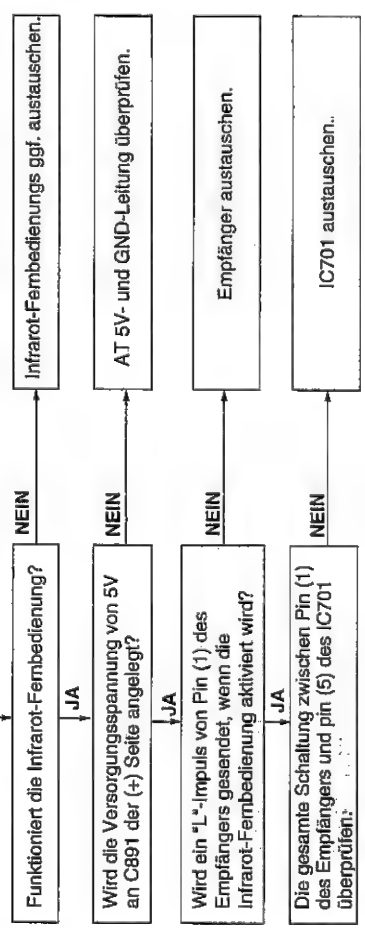 Funktioniert die Infrarot-Fernbedienung?
NEIN
Infrarot-Fernbedienungs ggf. austauschen.
JA
Wird die Versorgungsspannung von 5V
an C891 der (+) Seite angelegt?
NEIN
AT 5V- und GND-Leitung überprüfen.
JA
Wird ein "L"-Impuls von Pin (1) des
Empfängers gesendet, wenn die
Infrarot-Fernbedienung aktiviert wird?
NEIN
Empfänger austauschen.
JA
Die gesamte Schaltung zwischen Pin (1)
des Empfängers und pin (5) des IC701
überprüfen.
NEIN
IC701 austauschen.